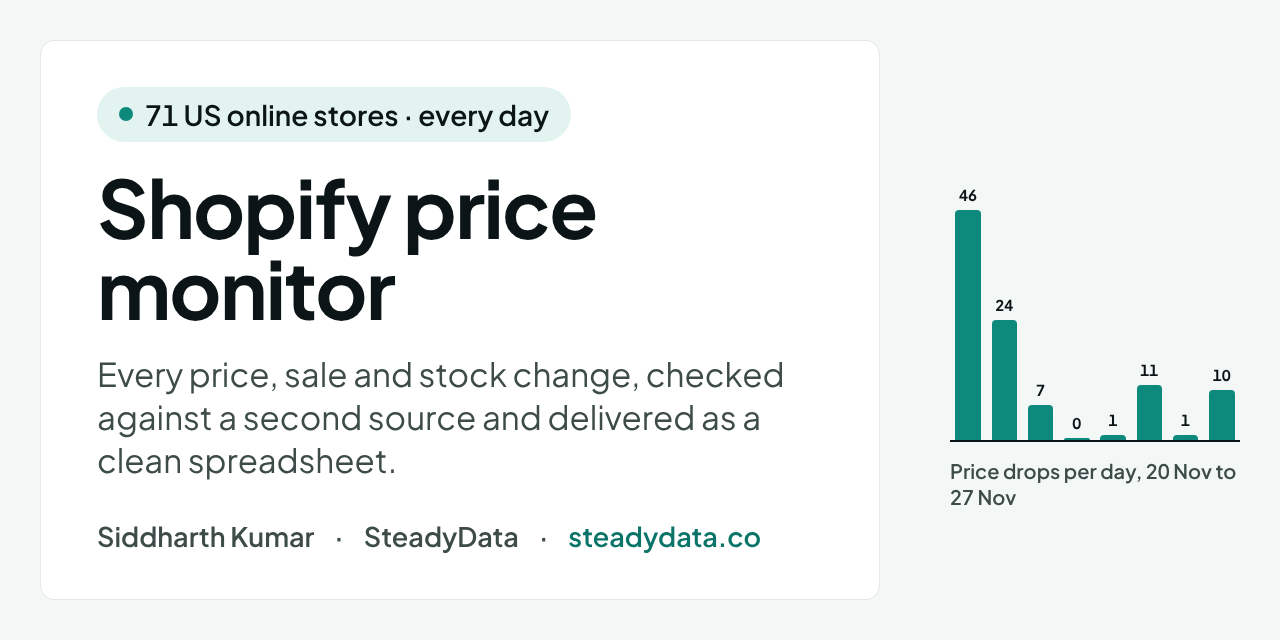 71 US online stores · every day
Shopify price
monitor
Every price, sale and stock change, checked
against a second source and delivered as a
clean spreadsheet.
Siddharth Kumar · SteadyData · steadydata.co
46
24
7
0
1
11
1
10
Price drops per day, 20 Nov to
27 Nov